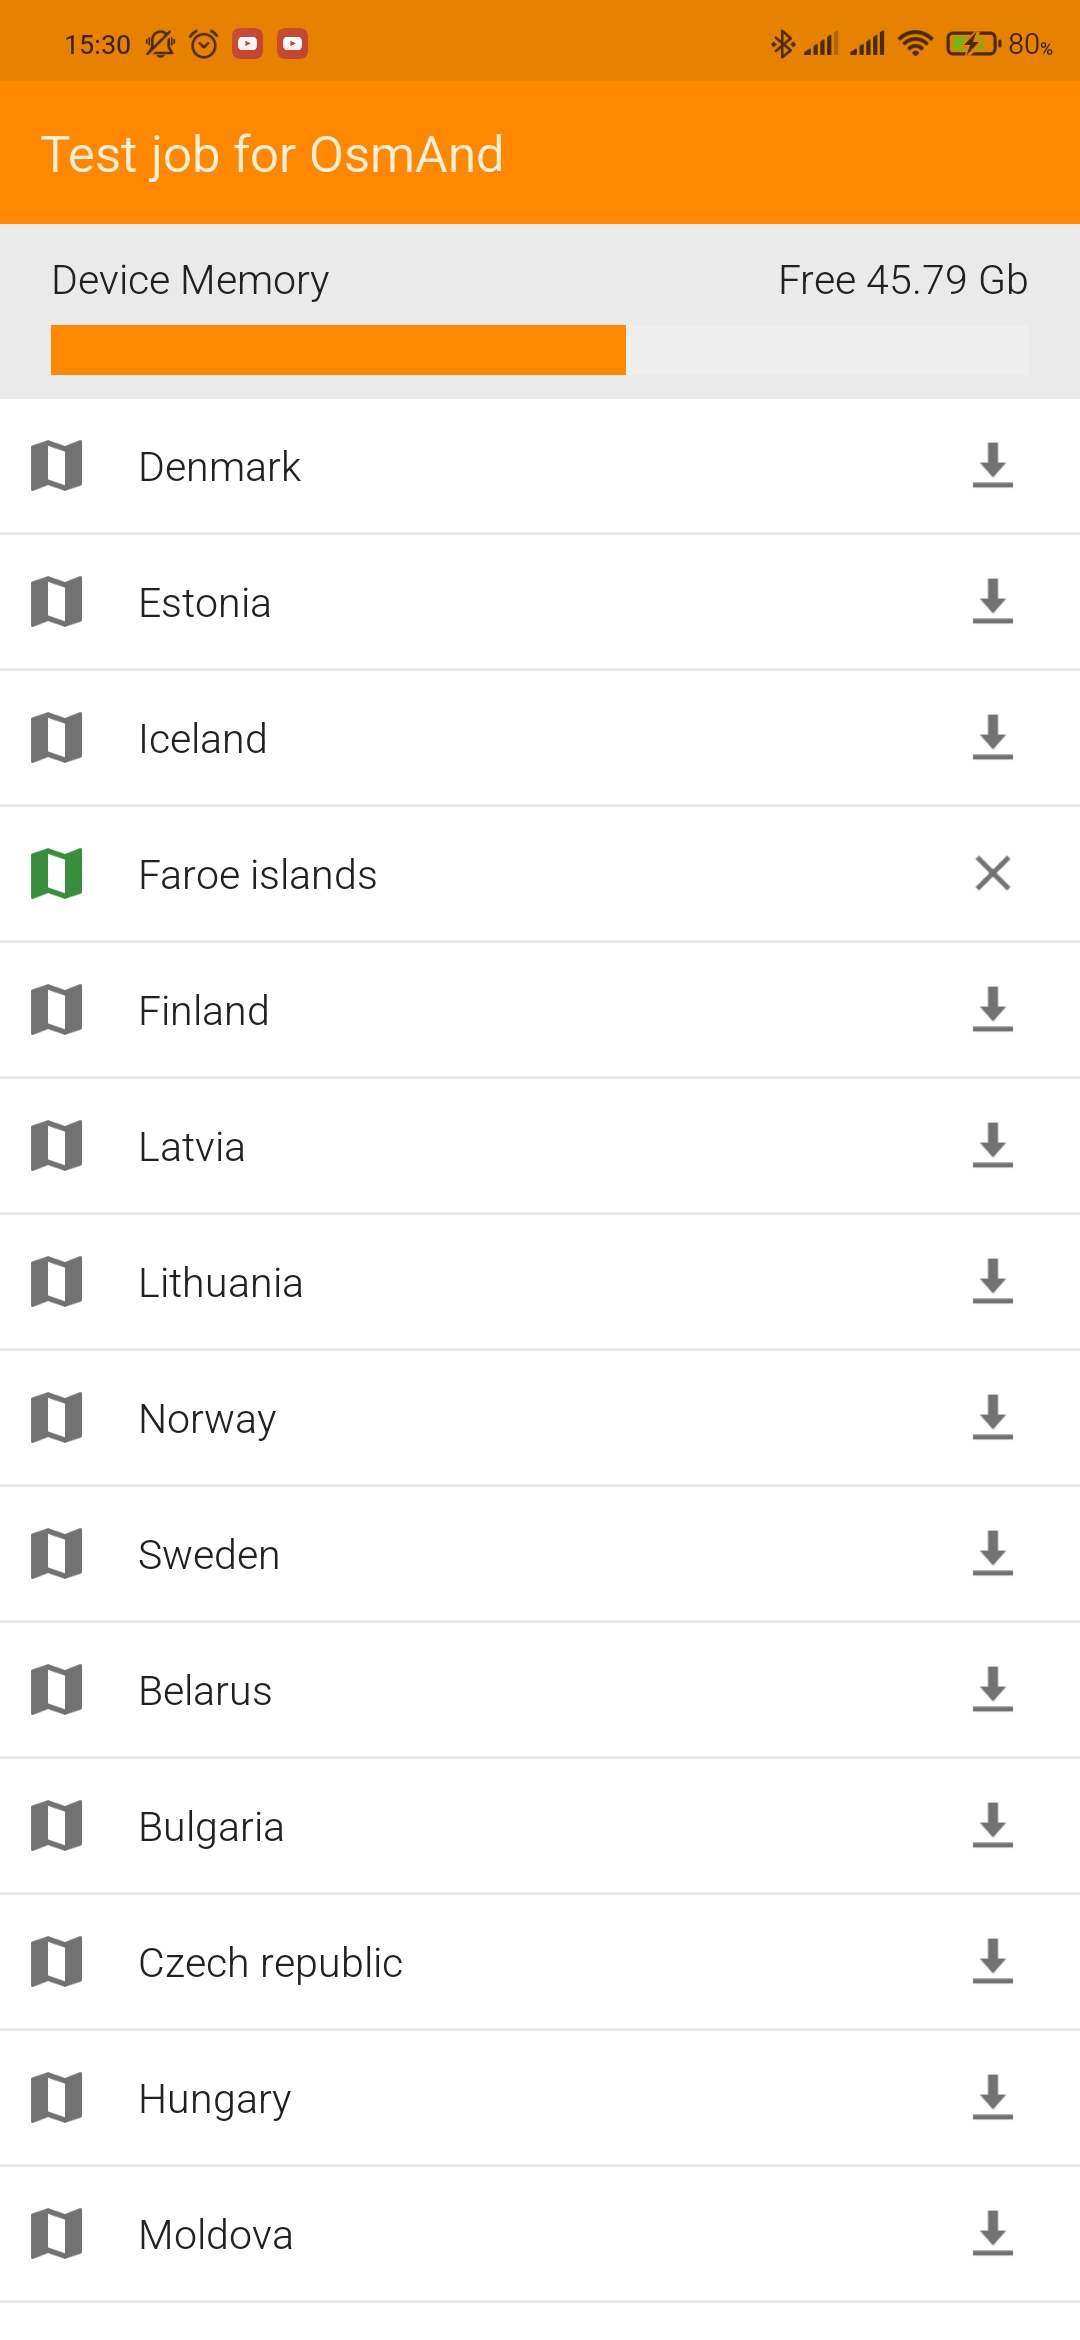 15:30 80%
Test job for OsmAnd
Device Memory Free 45.79 Gb
Denmark
Estonia
Iceland
Faroe islands
Finland
Latvia
Lithuania
Norway
Sweden
Belarus
Bulgaria
Czech republic
Hungary
Moldova